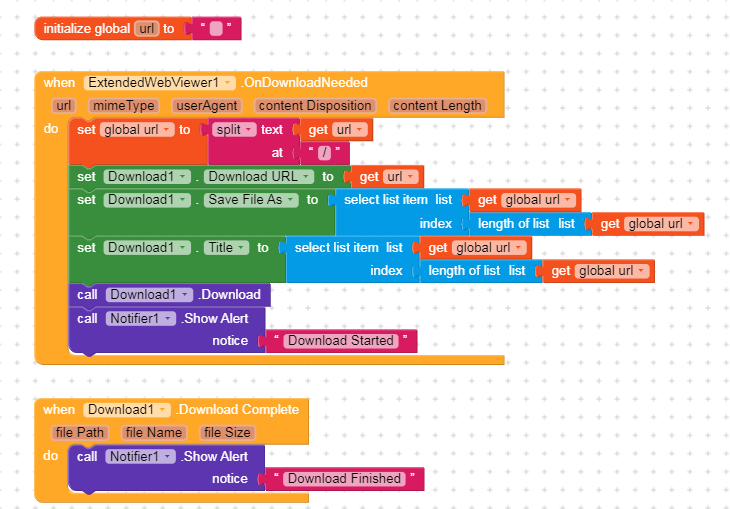 initialize global url to " "
when ExtendedWebViewer1 .OnDownloadNeeded
url mimeType userAgent content Disposition content Length
do set global url to split text get url
at " / "
set Download1 . Download URL to get url
set Download1 . Save File As to select list item list get global url
index length of list list get global url
set Download1 . Title to select list item list get global url
index length of list list get global url
call Download1 .Download
call Notifier1 .Show Alert
notice " Download Started "
when Download1 .Download Complete
file Path file Name file Size
do call Notifier1 .Show Alert
notice " Download Finished "